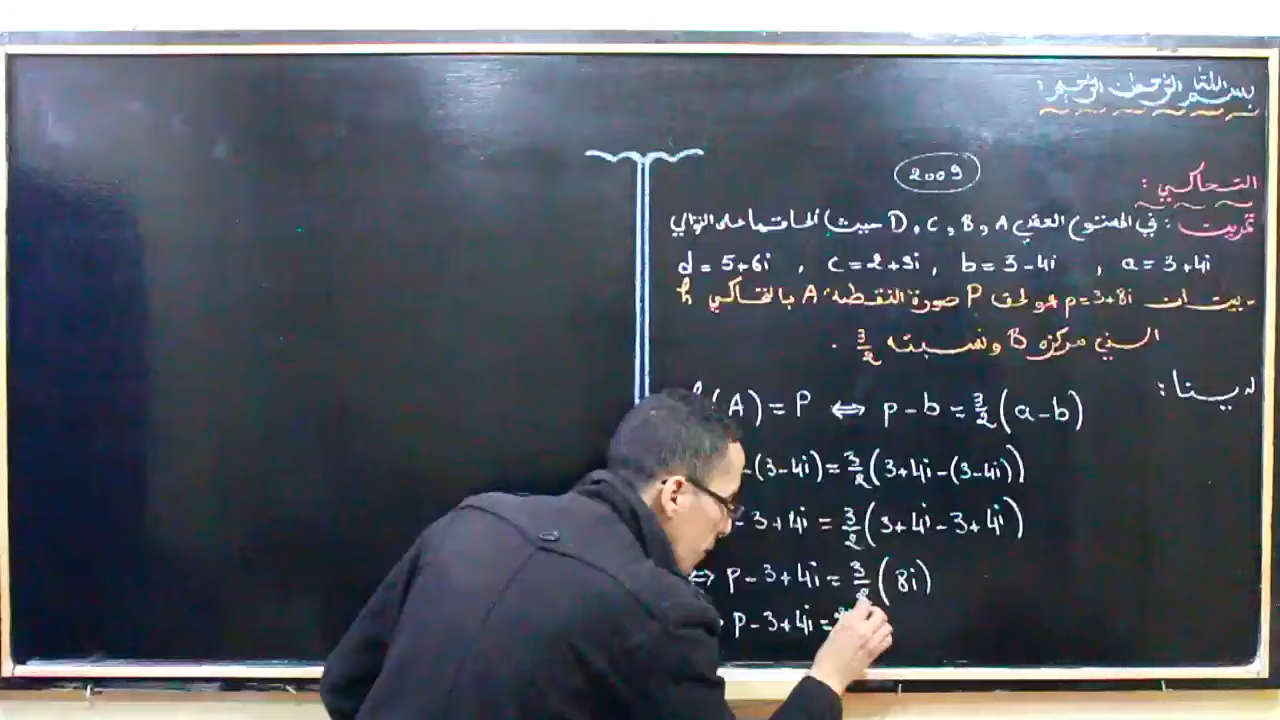 بسم الله الرحمن الرحيم :
2009
التحاكي :
تمرين : في المستوى العقدي A و B و C و D حيث ألحاقها على التوالي
a = 3+4i , b = 3-4i , c = 2+3i , d = 5+6i
- بين أن p=3+8i هو لحق P صورة النقطة A بالتحاكي h
الذي مركزه B ونسبته 3/2 .
لدينا :
(A) = P ⇔ p-b = 3/2 (a-b)
-(3-4i) = 3/2 (3+4i-(3-4i))
-3+4i = 3/2 (3+4i-3+4i)
⇔ p-3+4i = 3/2 (8i)
p-3+4i =